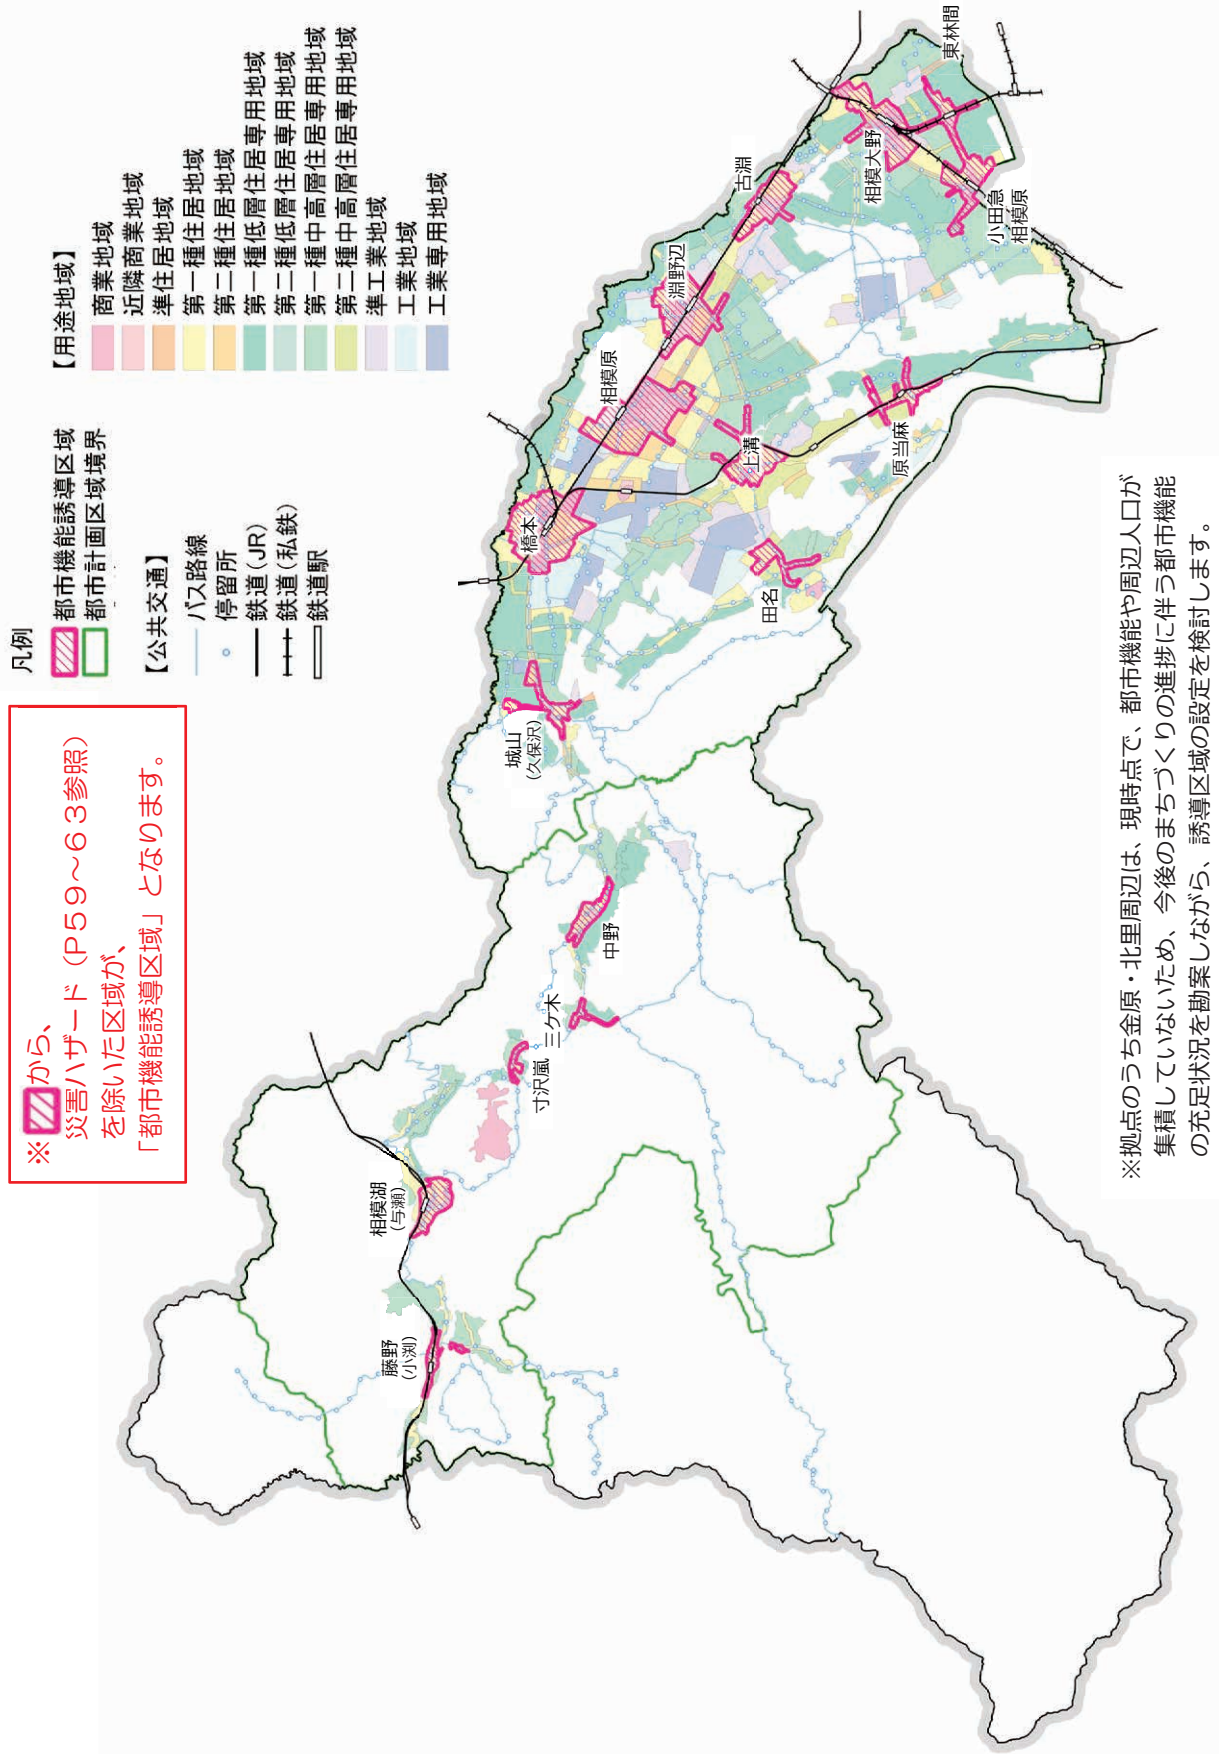 ※から、
災害ハザード（P５９～６３参照）
を除いた区域が、
「都市機能誘導区域」となります。
凡例
都市機能誘導区域
都市計画区域境界
【公共交通】
バス路線
停留所
鉄道(JR)
鉄道(私鉄)
鉄道駅
【用途地域】
商業地域
近隣商業地域
準住居地域
第一種住居地域
第二種住居地域
第一種低層住居専用地域
第二種低層住居専用地域
第一種中高層住居専用地域
第二種中高層住居専用地域
準工業地域
工業地域
工業専用地域
藤野
(小渕)
相模湖
(与瀬)
寸沢嵐
三ケ木
中野
城山
(久保沢)
橋本
田名
相模原
上溝
淵野辺
原当麻
古淵
相模大野
小田急
相模原
東林間
※拠点のうち金原・北里周辺は、現時点で、都市機能や周辺人口が
集積していないため、今後のまちづくりの進捗に伴う都市機能
の充足状況を勘案しながら、誘導区域の設定を検討します。